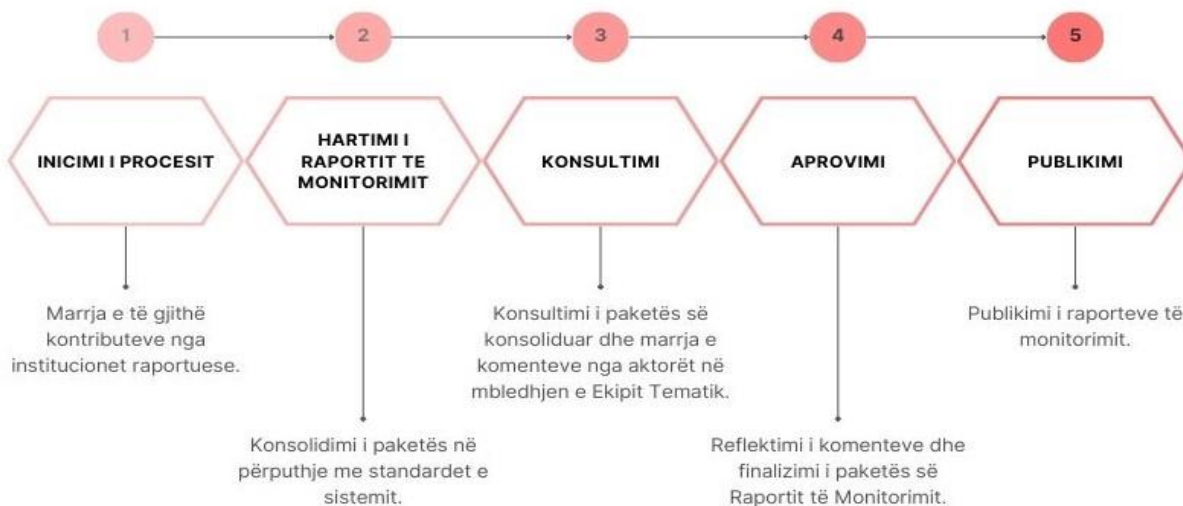 1
2
3
4
5
INICIMI I PROCESIT
HARTIMI I
RAPORTIT TE
MONITORIMIT
KONSULTIMI
APROVIMI
PUBLIKIMI
Marrja e të gjithë
kontributeve nga
institucionet raportuese.
Konsolidimi i paketës në
përputhje me standardet e
sistemit.
Konsultimi i paketës së
konsoliduar dhe marrja e
komenteve nga aktorët në
mbledhjen e Ekipit Tematik.
Reflektimi i komenteve dhe
finalizimi i paketës së
Raportit të Monitorimit.
Publikimi i raporteve të
monitorimit.